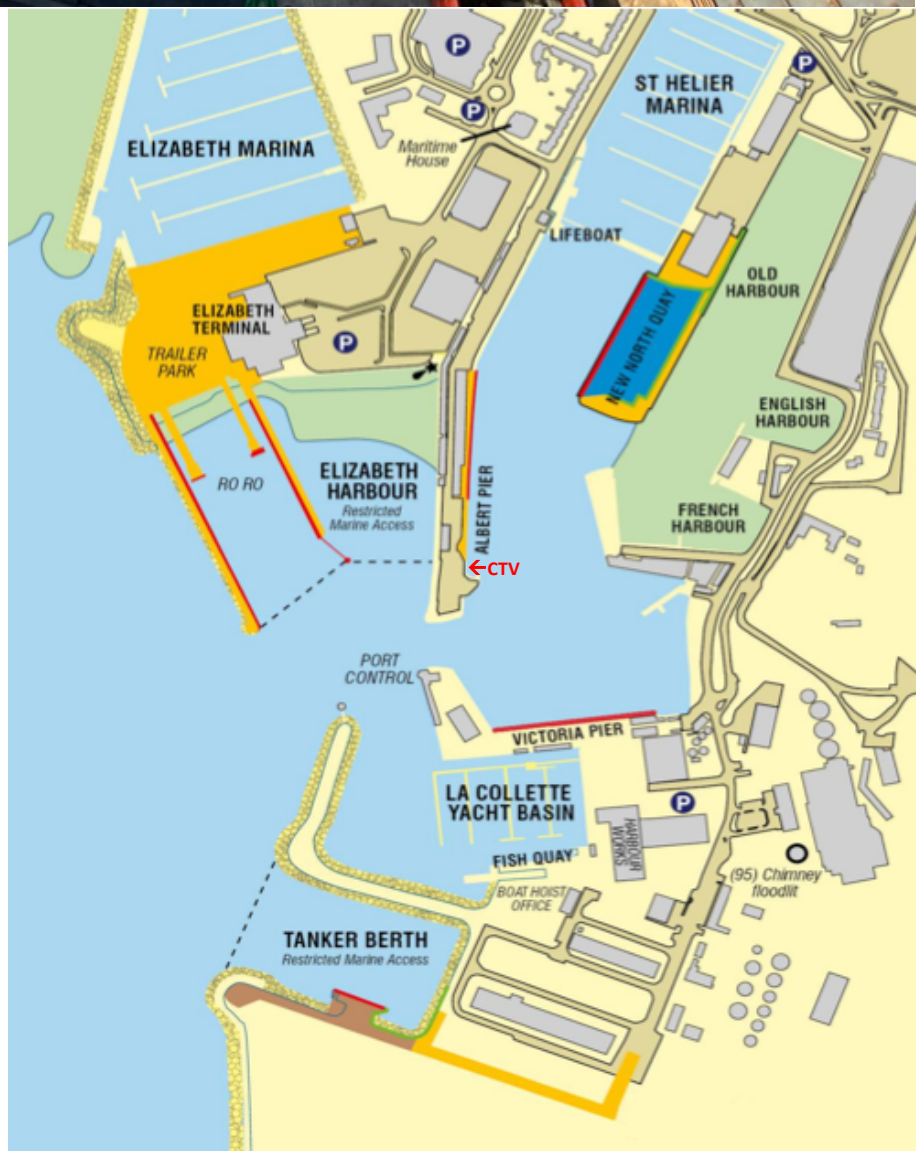 P
P
P
ST HELIER
MARINA
ELIZABETH MARINA
Maritime
House
LIFEBOAT
OLD
HARBOUR
ELIZABETH
TERMINAL
P
TRAILER
PARK
NEW NORTH QUAY
ENGLISH
HARBOUR
RO RO
ELIZABETH
HARBOUR
Restricted
Marine Access
ALBERT PIER
FRENCH
HARBOUR
←CTV
PORT
CONTROL
VICTORIA PIER
LA COLLETTE
YACHT BASIN
P
HARBOUR
WORKS
FISH QUAY
(95) Chimney
floodlit
BOAT HOIST
OFFICE
TANKER BERTH
Restricted Marine Access